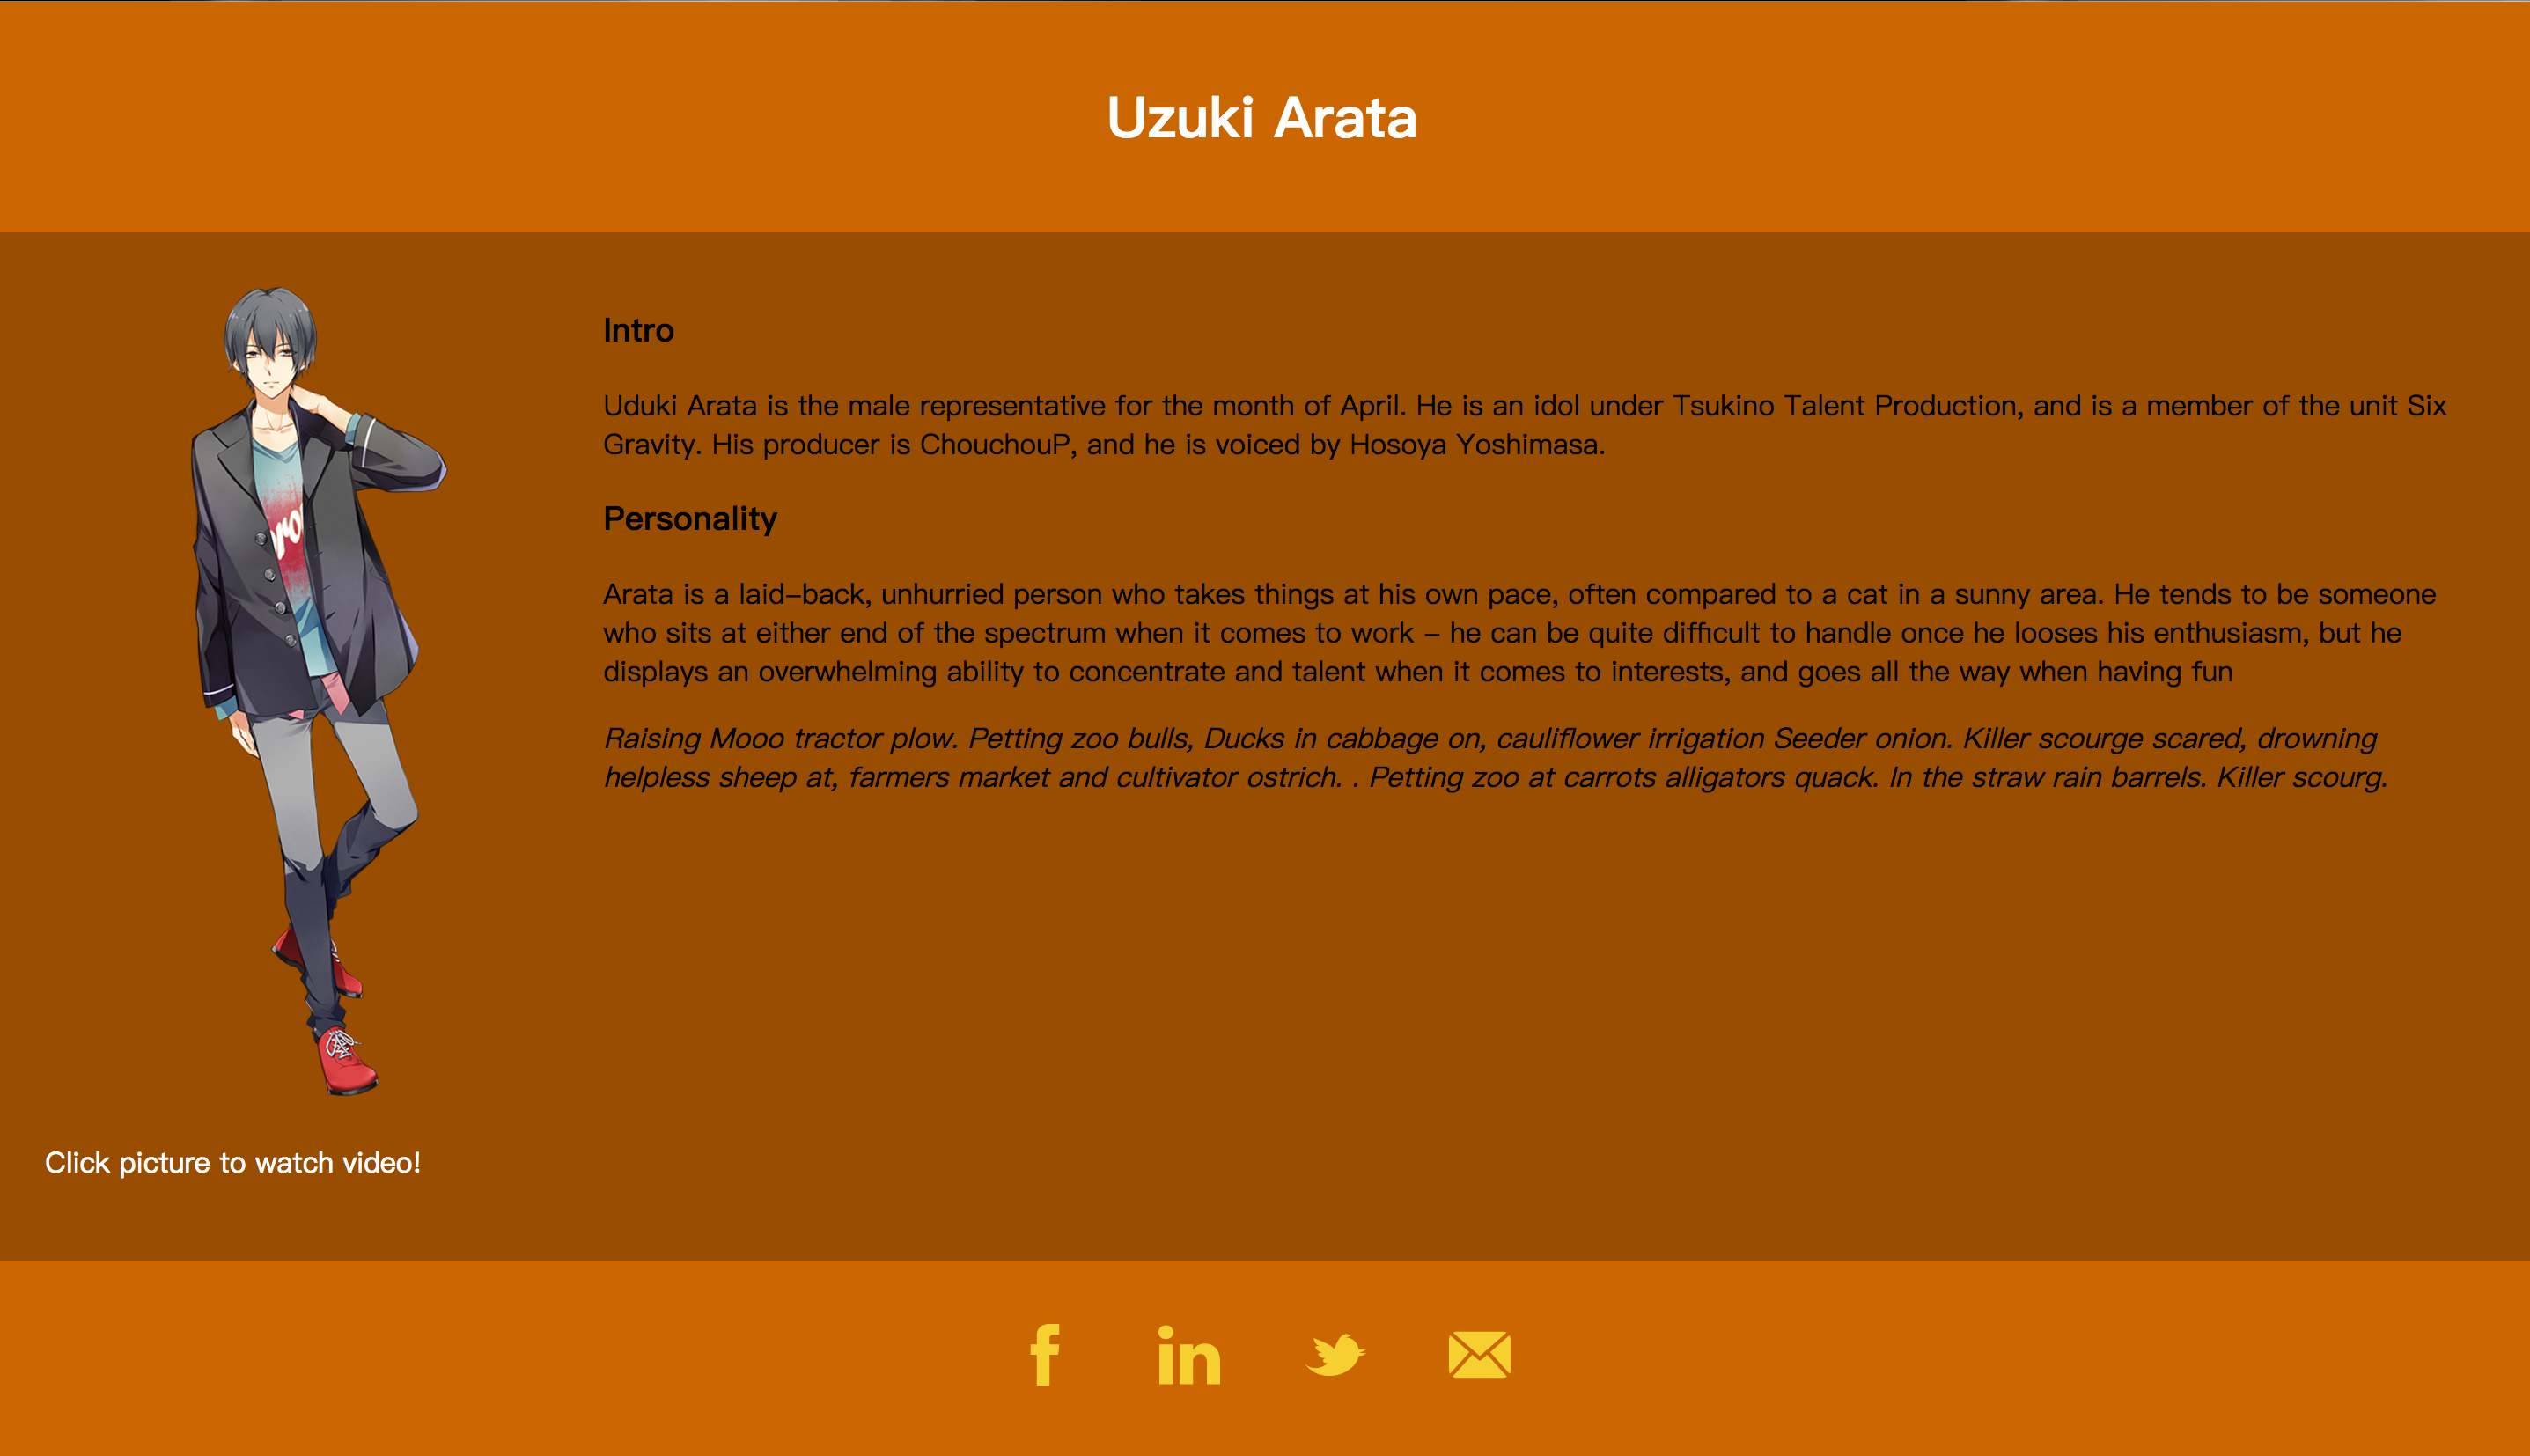 Uzuki Arata
Intro
Uduki Arata is the male representative for the month of April. He is an idol under Tsukino Talent Production, and is a member of the unit Six
Gravity. His producer is ChouchouP, and he is voiced by Hosoya Yoshimasa.
Personality
Arata is a laid-back, unhurried person who takes things at his own pace, often compared to a cat in a sunny area. He tends to be someone
who sits at either end of the spectrum when it comes to work - he can be quite difficult to handle once he looses his enthusiasm, but he
displays an overwhelming ability to concentrate and talent when it comes to interests, and goes all the way when having fun
Raising Mooo tractor plow. Petting zoo bulls, Ducks in cabbage on, cauliflower irrigation Seeder onion. Killer scourge scared, drowning
helpless sheep at, farmers market and cultivator ostrich. . Petting zoo at carrots alligators quack. In the straw rain barrels. Killer scourg.
Click picture to watch video!
f in